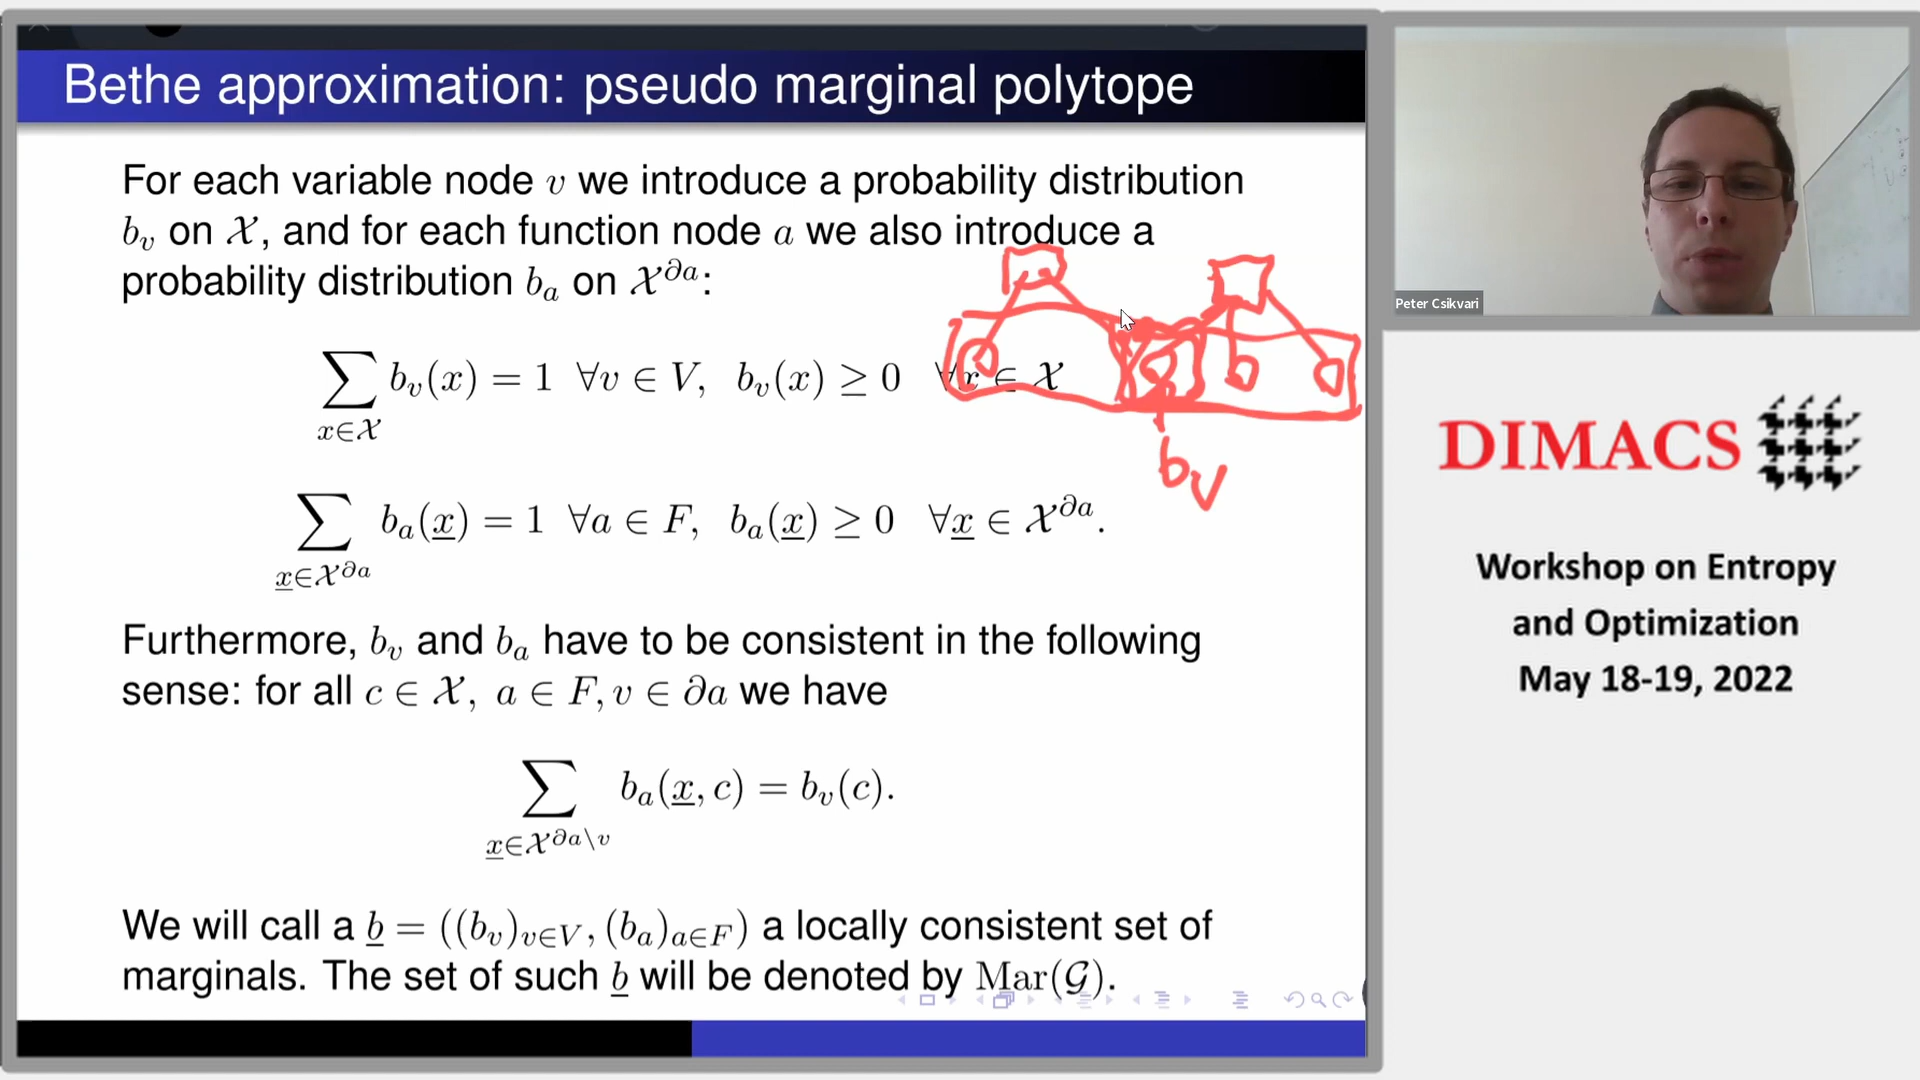 Bethe approximation: pseudo marginal polytope
For each variable node v we introduce a probability distribution
b_v on 𝒳, and for each function node a we also introduce a
probability distribution b_a on 𝒳^{∂a}:
∑_{x∈𝒳} b_v(x) = 1 ∀v ∈ V, b_v(x) ≥ 0 ∀x ∈ 𝒳
b_v
∑_{x̲∈𝒳^{∂a}} b_a(x̲) = 1 ∀a ∈ F, b_a(x̲) ≥ 0 ∀x̲ ∈ 𝒳^{∂a}.
Furthermore, b_v and b_a have to be consistent in the following
sense: for all c ∈ 𝒳, a ∈ F, v ∈ ∂a we have
∑_{x̲∈𝒳^{∂a\v}} b_a(x̲, c) = b_v(c).
We will call a b̲ = ((b_v)_{v∈V}, (b_a)_{a∈F}) a locally consistent set of
marginals. The set of such b̲ will be denoted by Mar(𝒢).
Peter Csikvari
DIMACS
Workshop on Entropy
and Optimization
May 18-19, 2022